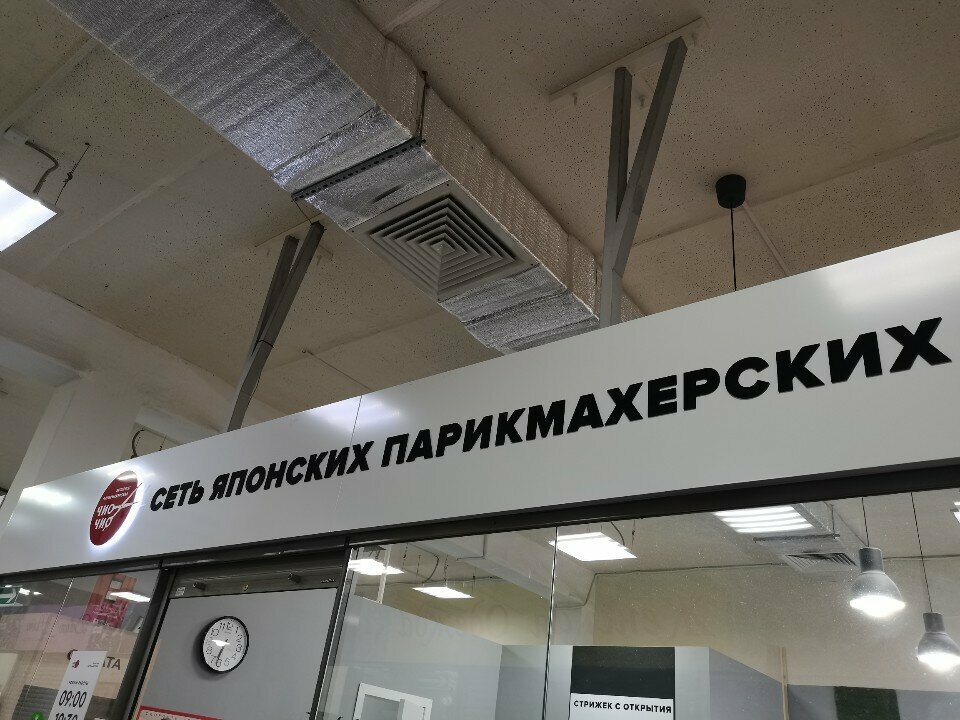 СЕТЬ ЯПОНСКИХ ПАРИКМАХЕРСКИХ
ЧИО
ЧИО
09:00
СТРИЖЕК С ОТКРЫТИЯ